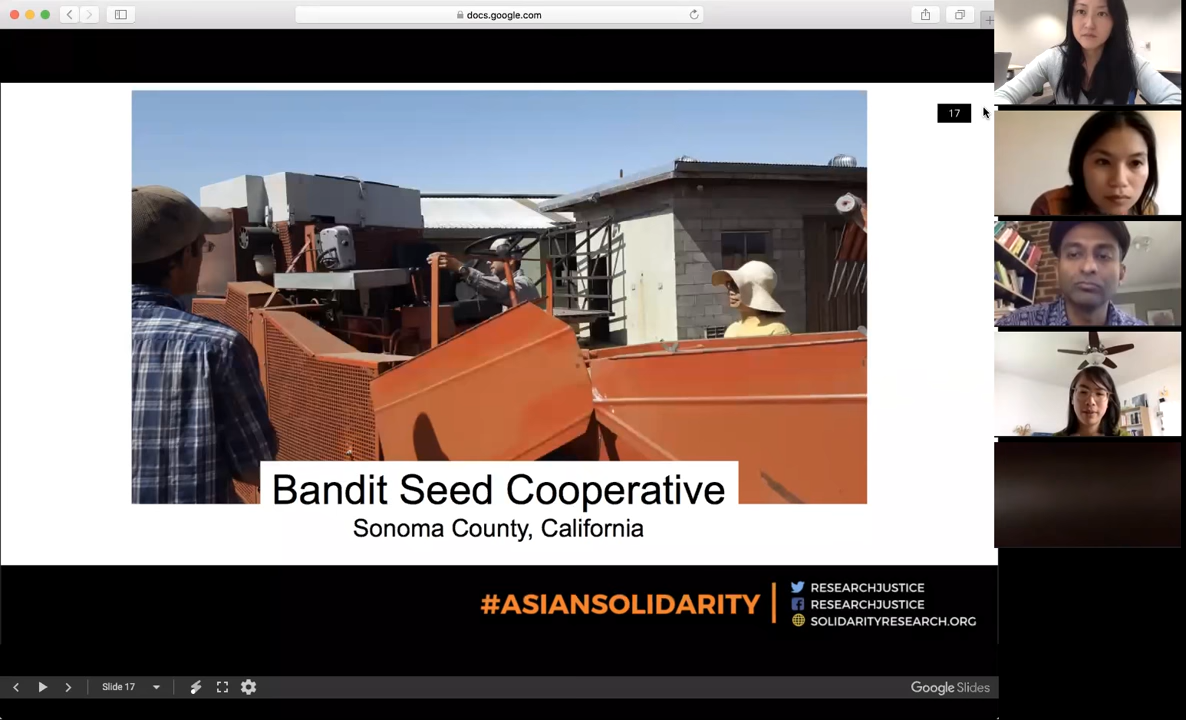 docs.google.com
17
Bandit Seed Cooperative
Sonoma County, California
#ASIANSOLIDARITY
RESEARCHJUSTICE
RESEARCHJUSTICE
SOLIDARITYRESEARCH.ORG
Slide 17
Google Slides